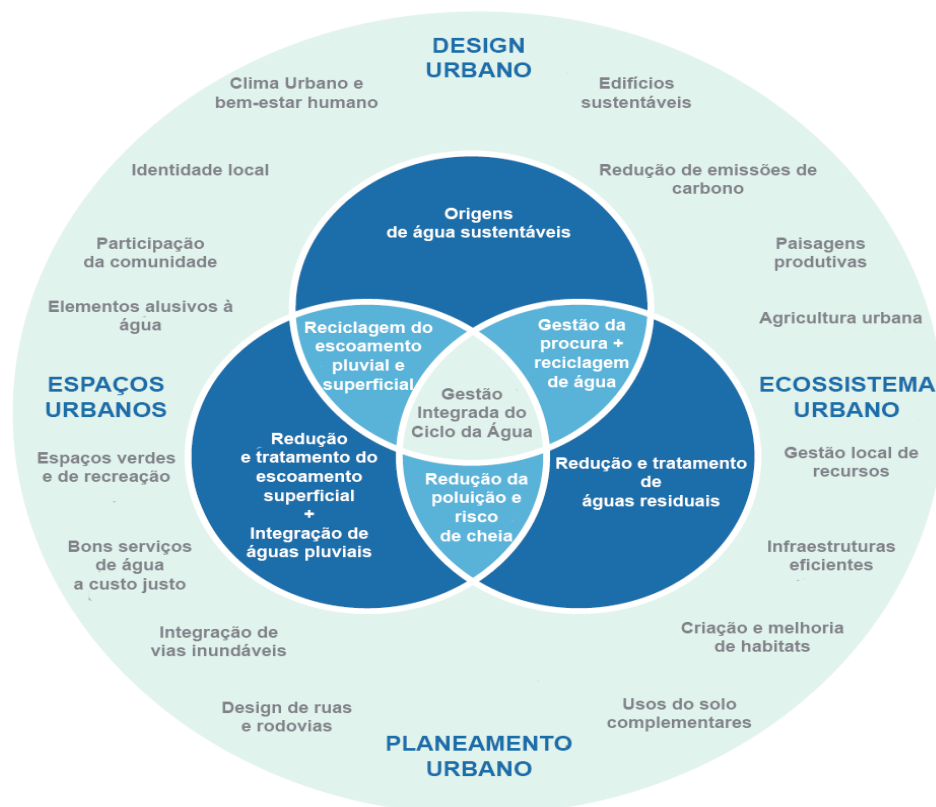 DESIGN
URBANO
Clima Urbano e
bem-estar humano
Edifícios
sustentáveis
Identidade local
Redução de emissões de
carbono
Origens
de água sustentáveis
Participação
da comunidade
Paisagens
produtivas
Elementos alusivos à
água
Agricultura urbana
Reciclagem do
escoamento
pluvial e
superficial
Gestão da
procura +
reciclagem
de água
ESPAÇOS
URBANOS
Gestão
Integrada do
Ciclo da Água
ECOSSISTEMA
URBANO
Espaços verdes
e de recreação
Redução
e tratamento do
escoamento
superficial
+
Integração de
águas pluviais
Redução da
poluição e
risco
de cheia
Redução e tratamento
de
águas residuais
Gestão local de
recursos
Bons serviços
de água
a custo justo
Infraestruturas
eficientes
Integração de
vias inundáveis
Criação e melhoria
de habitats
Design de ruas
e rodovias
Usos do solo
complementares
PLANEAMENTO
URBANO